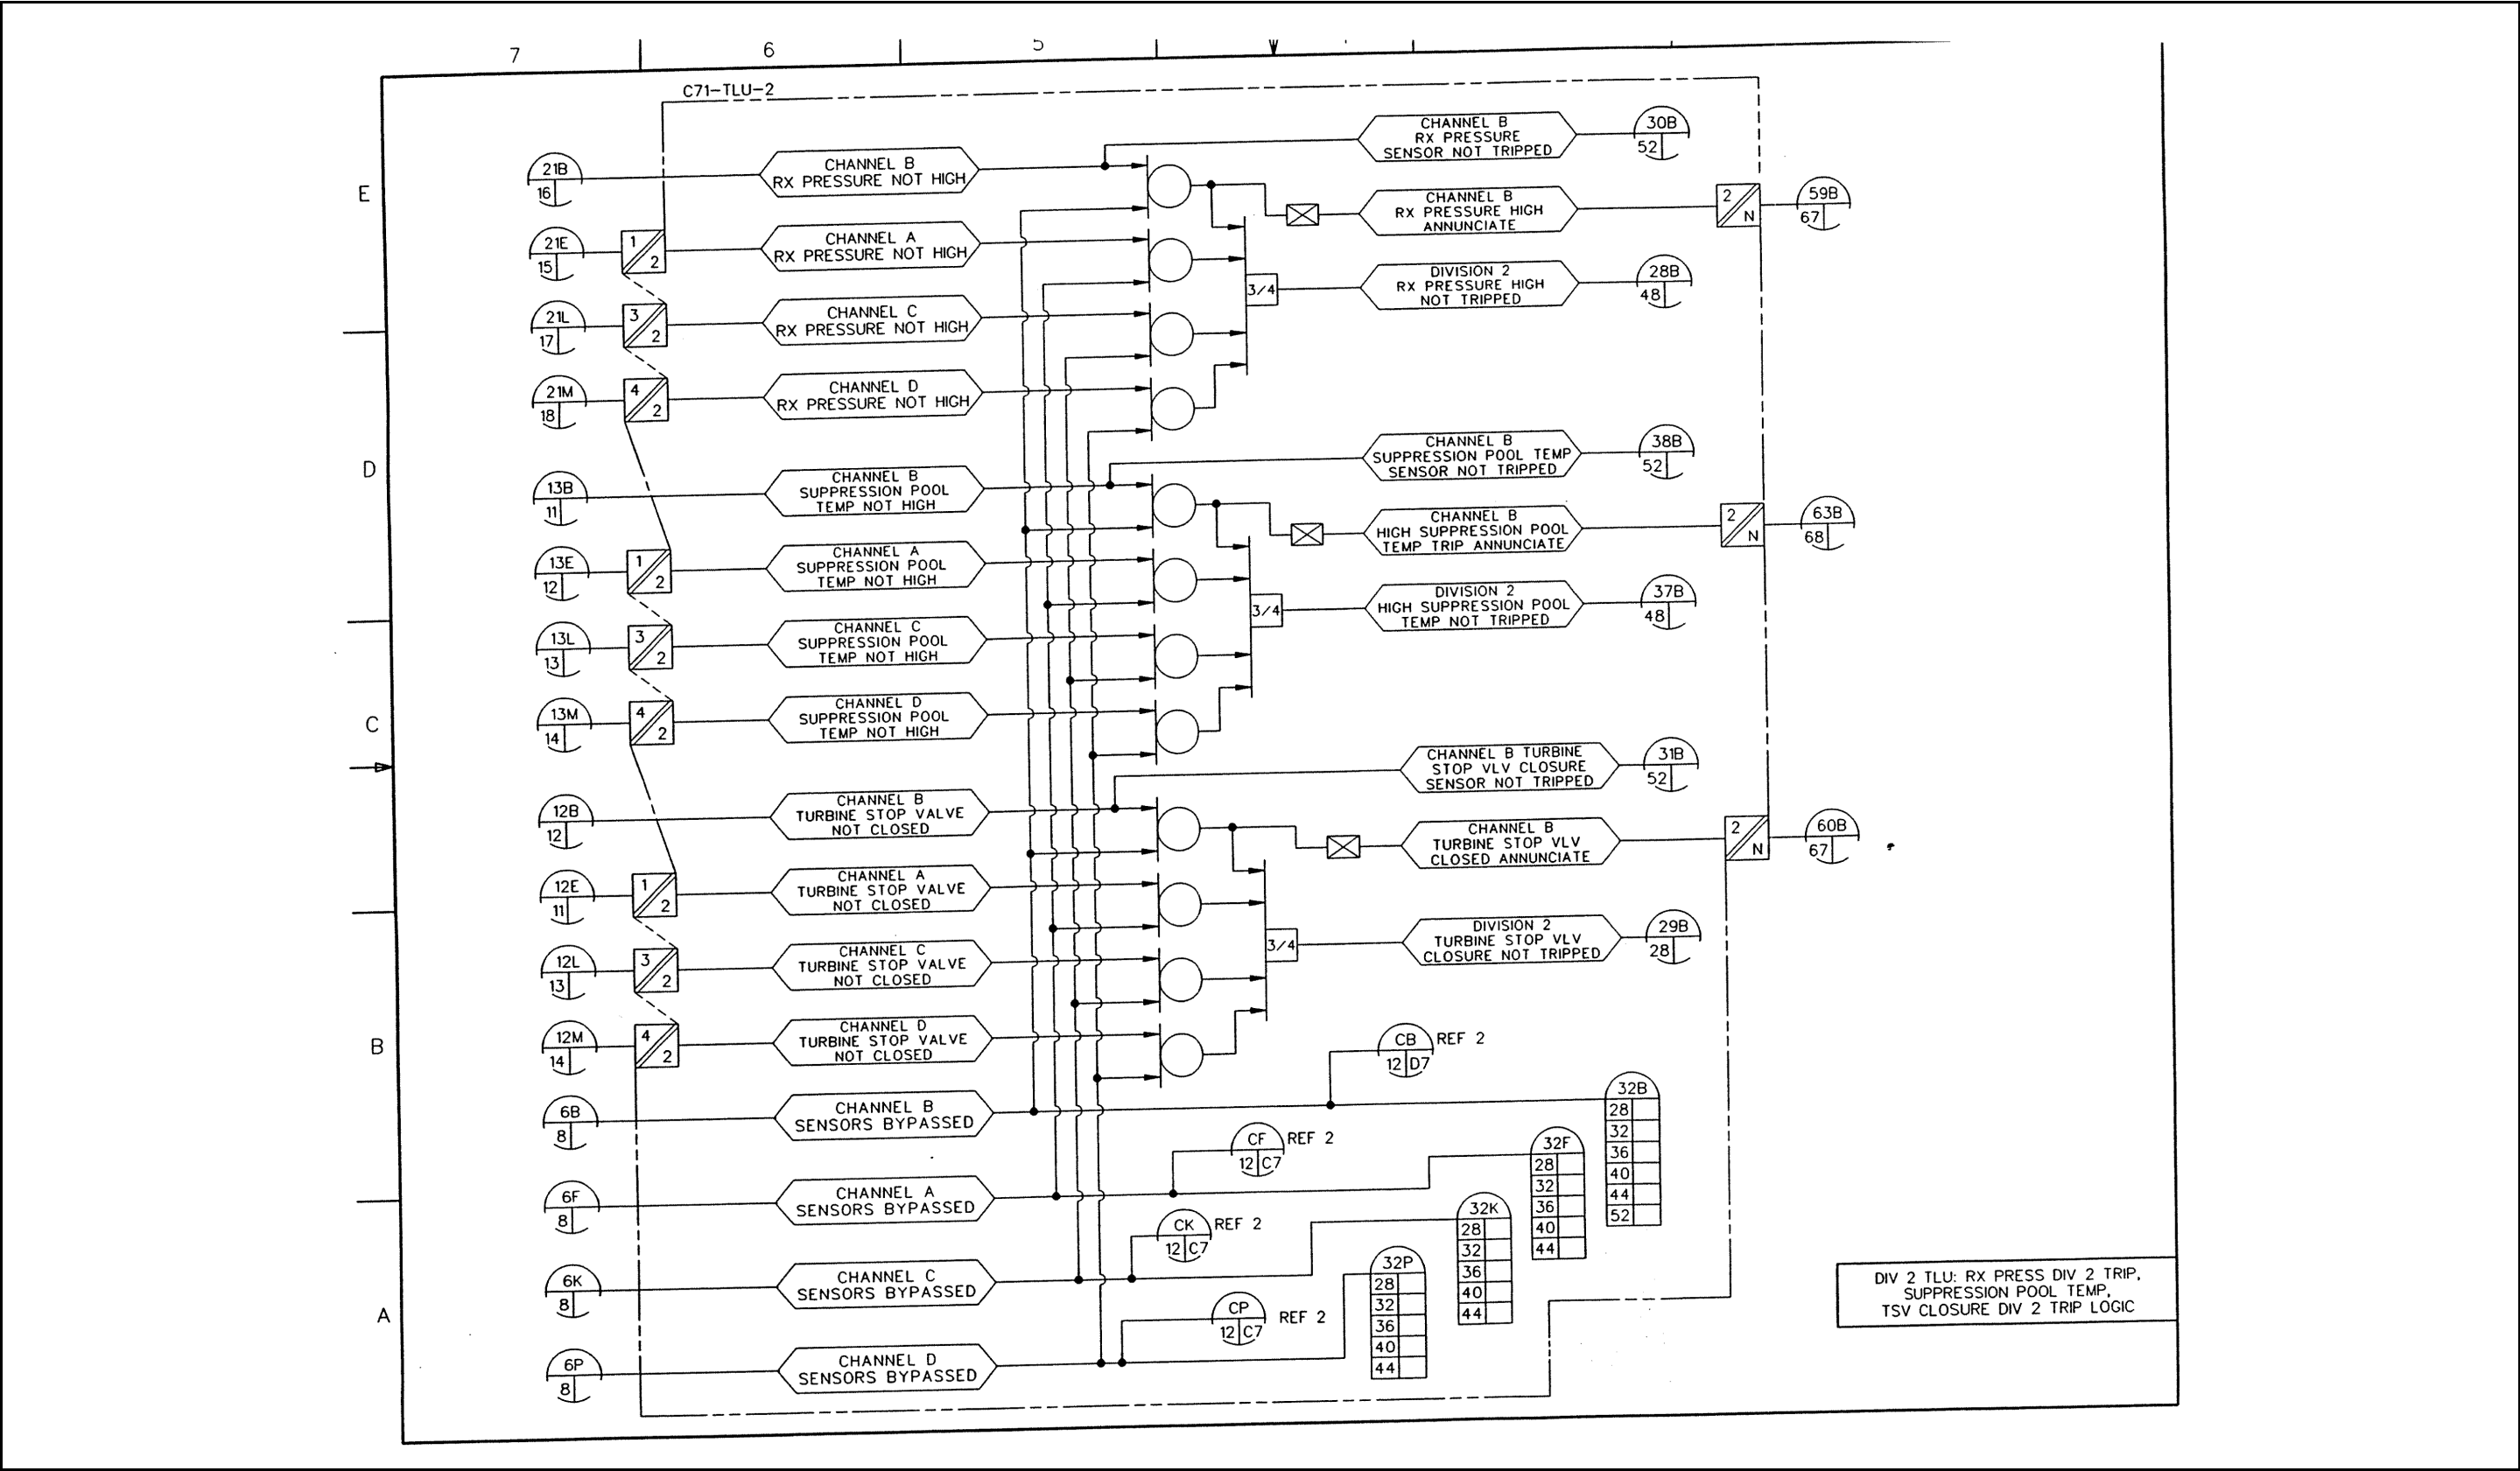 7
6
5
C71-TLU-2
E
D
C
B
A
21B
16
CHANNEL B
RX PRESSURE NOT HIGH
CHANNEL B
RX PRESSURE
SENSOR NOT TRIPPED
30B
52
21E
15
1
2
CHANNEL A
RX PRESSURE NOT HIGH
CHANNEL B
RX PRESSURE HIGH
ANNUNCIATE
2
N
59B
67
21L
17
3
2
CHANNEL C
RX PRESSURE NOT HIGH
3/4
DIVISION 2
RX PRESSURE HIGH
NOT TRIPPED
28B
48
21M
18
4
2
CHANNEL D
RX PRESSURE NOT HIGH
13B
11
CHANNEL B
SUPPRESSION POOL
TEMP NOT HIGH
CHANNEL B
SUPPRESSION POOL TEMP
SENSOR NOT TRIPPED
38B
52
13E
12
1
2
CHANNEL A
SUPPRESSION POOL
TEMP NOT HIGH
CHANNEL B
HIGH SUPPRESSION POOL
TEMP TRIP ANNUNCIATE
2
N
63B
68
13L
13
3
2
CHANNEL C
SUPPRESSION POOL
TEMP NOT HIGH
3/4
DIVISION 2
HIGH SUPPRESSION POOL
TEMP NOT TRIPPED
37B
48
13M
14
4
2
CHANNEL D
SUPPRESSION POOL
TEMP NOT HIGH
12B
12
CHANNEL B
TURBINE STOP VALVE
NOT CLOSED
CHANNEL B TURBINE
STOP VLV CLOSURE
SENSOR NOT TRIPPED
31B
52
12E
11
1
2
CHANNEL A
TURBINE STOP VALVE
NOT CLOSED
CHANNEL B
TURBINE STOP VLV
CLOSED ANNUNCIATE
2
N
60B
67
12L
13
3
2
CHANNEL C
TURBINE STOP VALVE
NOT CLOSED
3/4
DIVISION 2
TURBINE STOP VLV
CLOSURE NOT TRIPPED
29B
28
12M
14
4
2
CHANNEL D
TURBINE STOP VALVE
NOT CLOSED
CB
12 D7
REF 2
6B
8
CHANNEL B
SENSORS BYPASSED
32B
28
32
36
40
44
52
CF
12 C7
REF 2
6F
8
CHANNEL A
SENSORS BYPASSED
32F
28
32
36
40
44
CK
12 C7
REF 2
6K
8
CHANNEL C
SENSORS BYPASSED
32K
28
32
36
40
44
CP
12 C7
REF 2
6P
8
CHANNEL D
SENSORS BYPASSED
32P
28
32
36
40
44
DIV 2 TLU: RX PRESS DIV 2 TRIP,
SUPPRESSION POOL TEMP,
TSV CLOSURE DIV 2 TRIP LOGIC